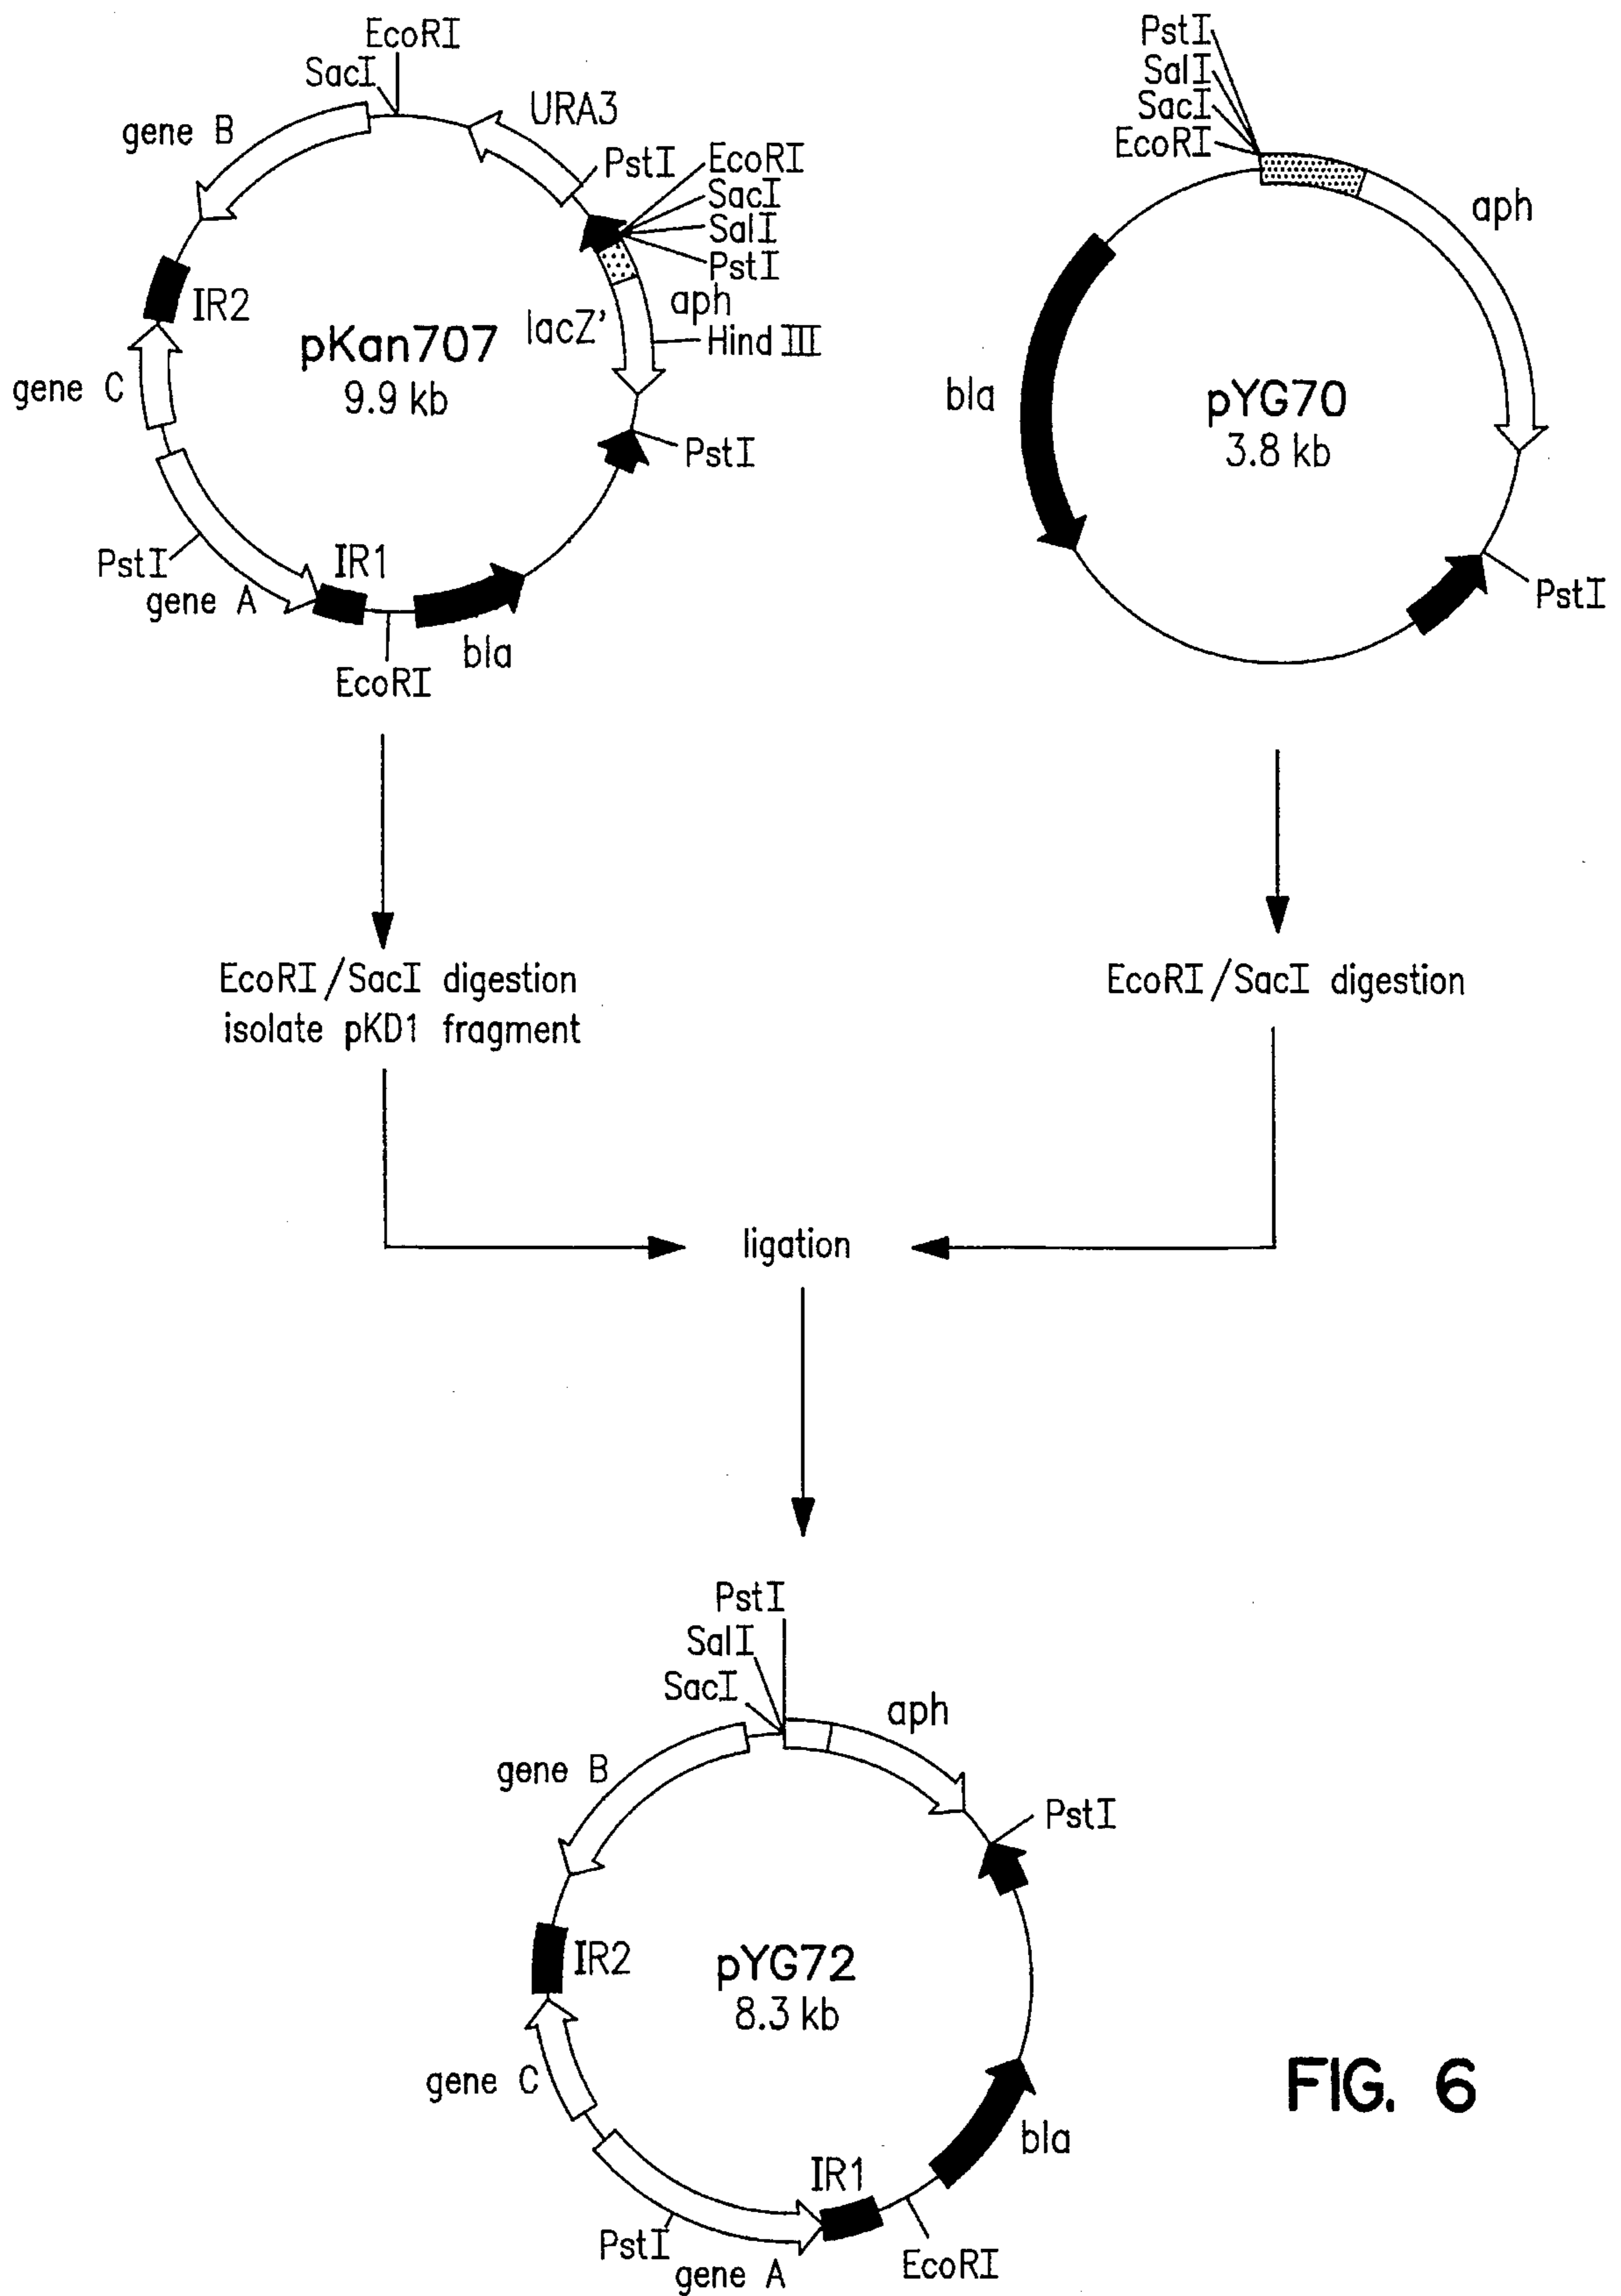 EcoRI
SacI
URA3
gene B
PstI
EcoRI
SacI
SalI
PstI
aph
lacZ'
Hind III
IR2
pKan707
9.9 kb
gene C
PstI
PstI
gene A
IR1
bla
EcoRI
PstI
SalI
SacI
EcoRI
aph
bla
pYG70
3.8 kb
PstI
EcoRI/SacI digestion
isolate pKD1 fragment
EcoRI/SacI digestion
ligation
PstI
SalI
SacI
aph
gene B
PstI
IR2
pYG72
8.3 kb
gene C
bla
IR1
PstI
gene A
EcoRI
FIG. 6